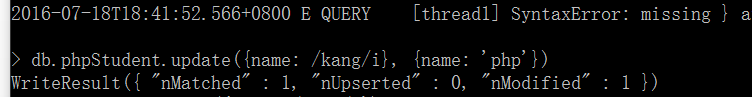 2016-07-18T18:41:52.566+0800 E QUERY    [thread1] SyntaxError: missing } a
> db.phpStudent.update({name: /kang/i}, {name: 'php'})
WriteResult({ "nMatched" : 1, "nUpserted" : 0, "nModified" : 1 })